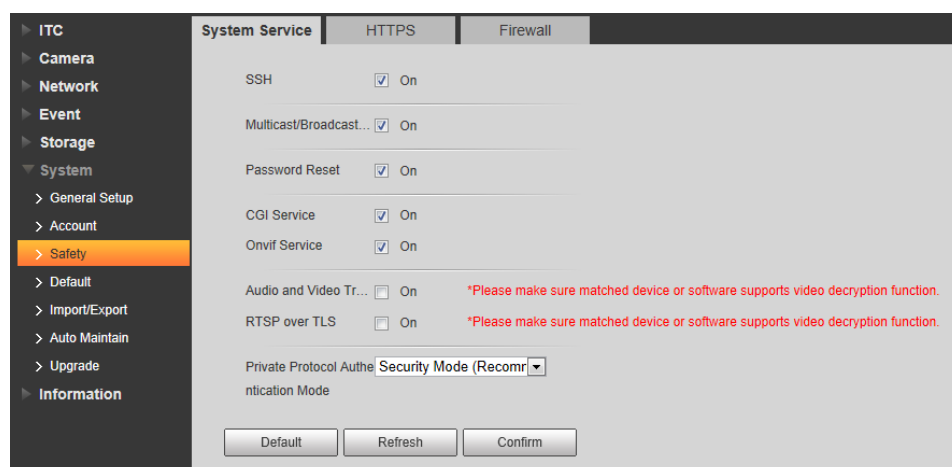 ITC
Camera
Network
Event
Storage
System
General Setup
Account
Safety
Default
Import/Export
Auto Maintain
Upgrade
Information
System Service
HTTPS
Firewall
SSH On
Multicast/Broadcast... On
Password Reset On
CGI Service On
Onvif Service On
Audio and Video Tr... On *Please make sure matched device or software supports video decryption function.
RTSP over TLS On *Please make sure matched device or software supports video decryption function.
Private Protocol Authe Security Mode (Recomr
ntication Mode
Default Refresh Confirm